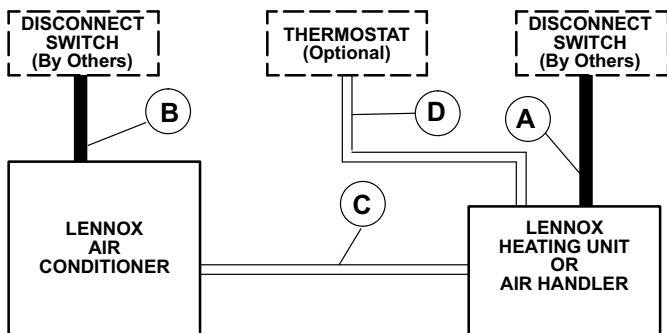 DISCONNECT
SWITCH
(By Others)
THERMOSTAT
(Optional)
DISCONNECT
SWITCH
(By Others)
B
D
A
C
LENNOX
AIR
CONDITIONER
LENNOX
HEATING UNIT
OR
AIR HANDLER